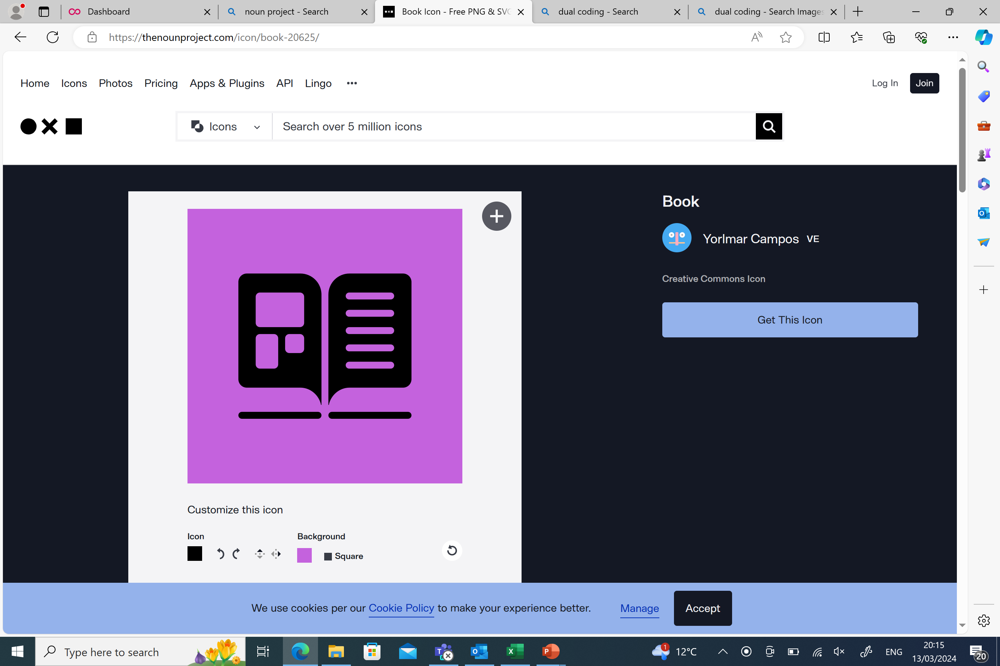 Dashboard
noun project - Search
Book Icon - Free PNG & SVG
dual coding - Search
dual coding - Search Images
https://thenounproject.com/icon/book-20625/
Home Icons Photos Pricing Apps & Plugins API Lingo •••
Log In Join
Icons Search over 5 million icons
Book
Yorlmar Campos VE
Creative Commons Icon
Get This Icon
Customize this icon
Icon Background
Square
We use cookies per our Cookie Policy to make your experience better. Manage Accept
Type here to search
1 12°C
ENG
20:15
13/03/2024
20